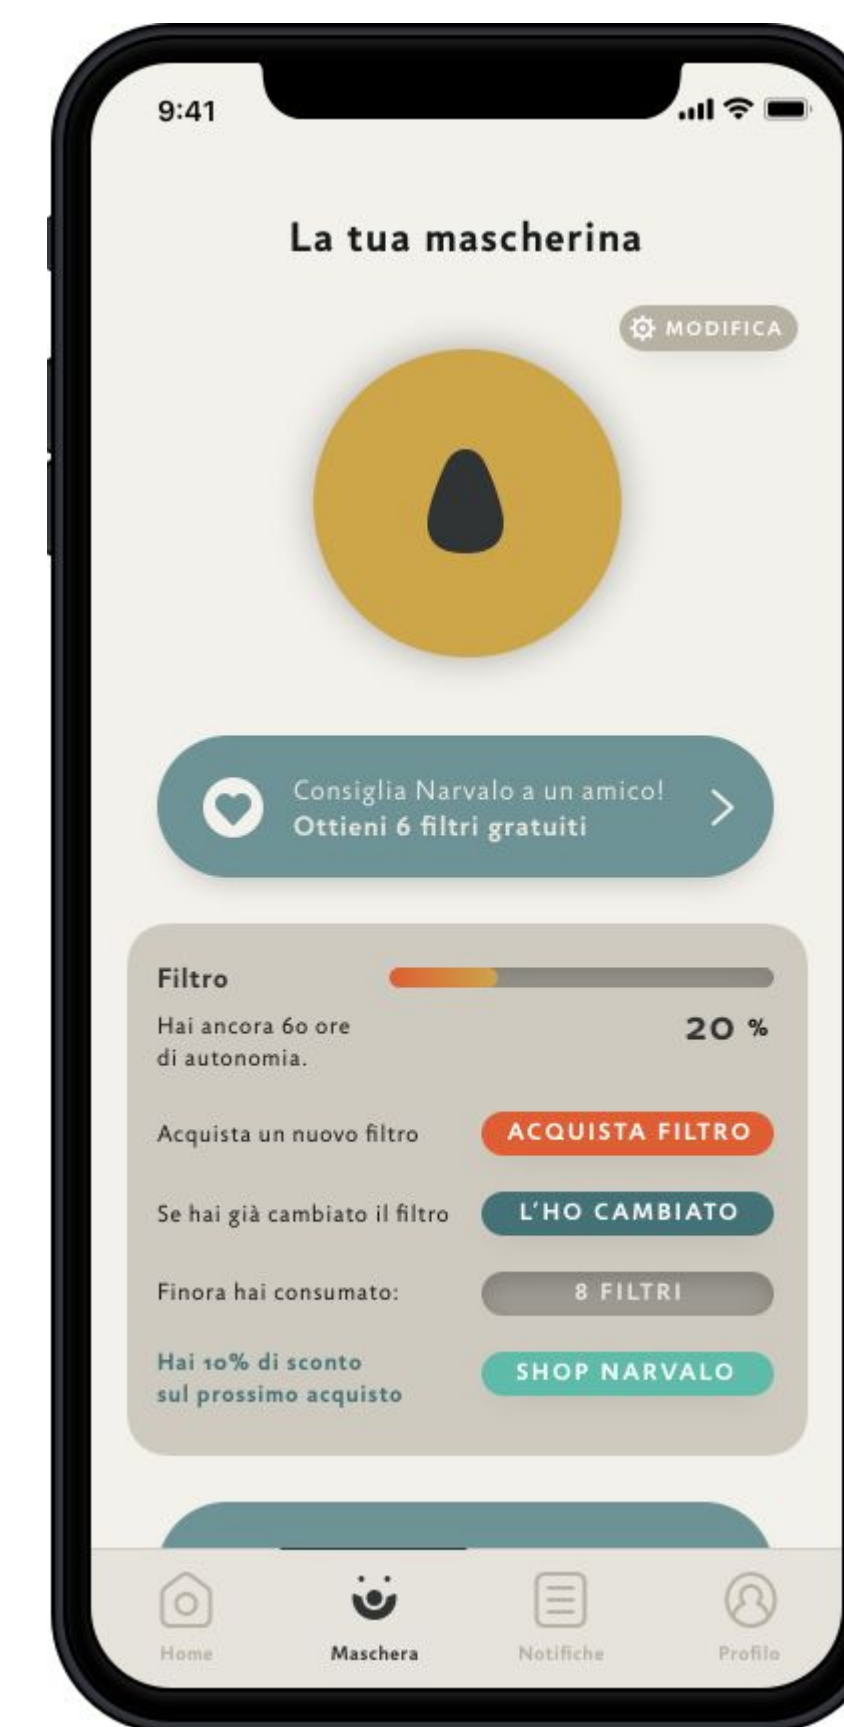 9:41
La tua mascherina
MODIFICA
Consiglia Narvalo a un amico!
Ottieni 6 filtri gratuiti
Filtro
Hai ancora 60 ore
di autonomia.
20 %
Acquista un nuovo filtro
ACQUISTA FILTRO
Se hai già cambiato il filtro
L'HO CAMBIATO
Finora hai consumato:
8 FILTRI
Hai 10% di sconto
sul prossimo acquisto
SHOP NARVALO
Home
Maschera
Notifiche
Profilo